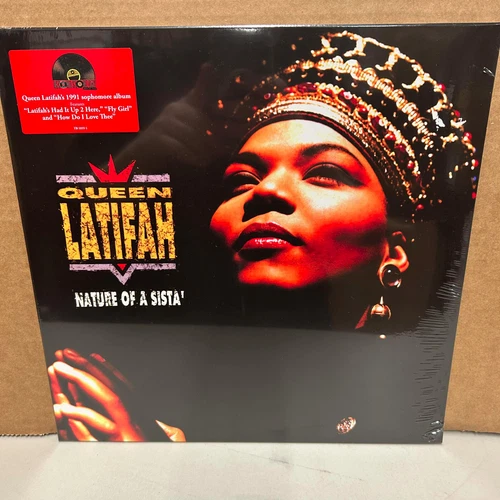 Queen Latifah's 1991 sophomore album
Features
"Latifah's Had It Up 2 Here," "Fly Girl"
and "How Do I Love Thee"
QUEEN
LATIFAH
NATURE OF A SISTA'